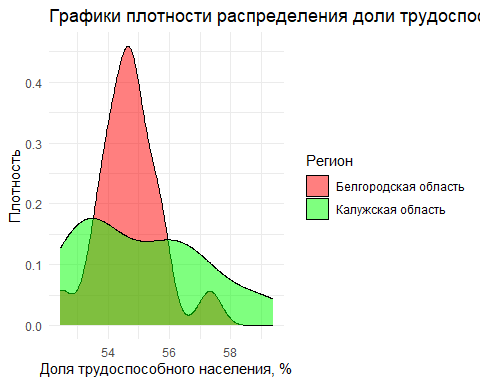 Графики плотности распределения доли трудоспо
Плотность
0.4
0.3
0.2
0.1
0.0
54 56 58
Доля трудоспособного населения, %
Регион
Белгородская область
Калужская область